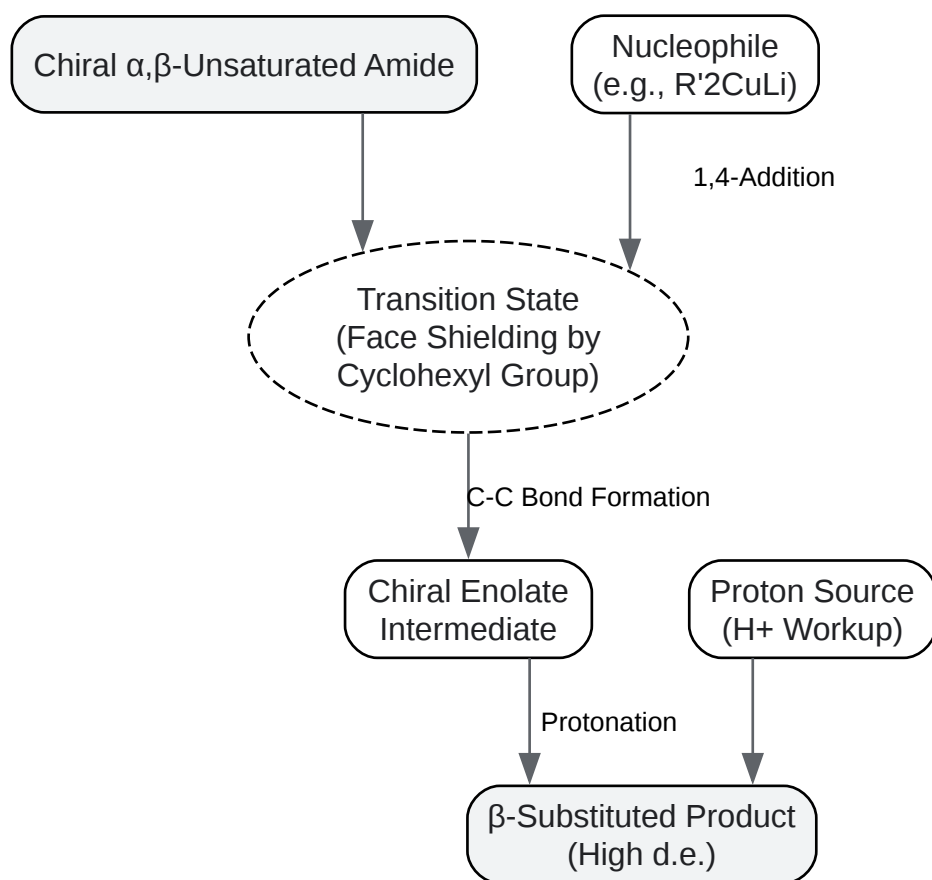 Chiral α,β-Unsaturated Amide
Nucleophile
(e.g., R'2CuLi)
1,4-Addition
Transition State
(Face Shielding by
Cyclohexyl Group)
C-C Bond Formation
Chiral Enolate
Intermediate
Proton Source
(H+ Workup)
Protonation
β-Substituted Product
(High d.e.)